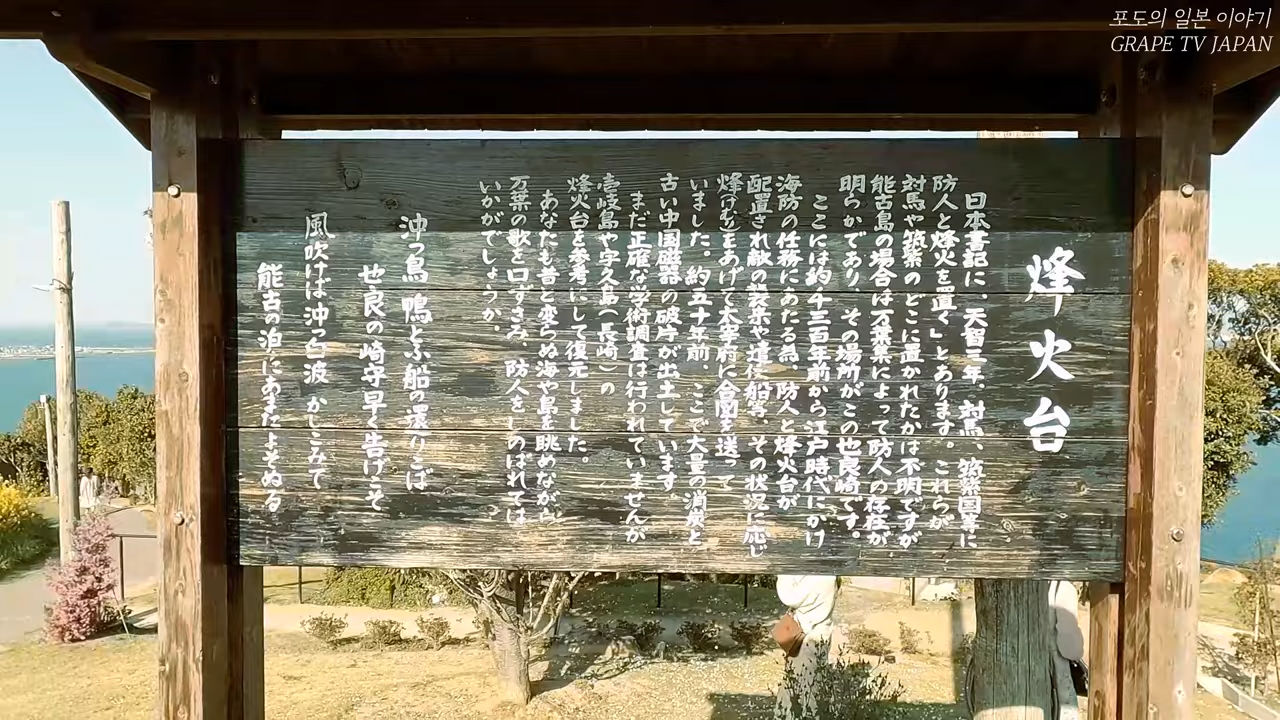 포도의 일본 이야기
GRAPE TV JAPAN
烽火台
日本書紀に、天智三年、対馬、築紫国等に
防人と烽火を置く」とあります。これらが
対馬や築紫のどこに置かれたかは不明ですが
能古島の場合は万葉集によって防人の存在が
明らかであり、その場所がこの也良崎です。
ここには約千三百年前から江戸時代にかけ
海防の任務にあたる為、防人と烽火台が
配置され敵の襲来や遣使船等、その状況に応じ
烽(けむり)をあげて太宰府に合図を送って
いました。約五十年前、ここで大量の消炭と
古い中国磁器の破片が出土しています
まだ正確な学術調査は行われていませんが
壱岐島や宇久島(長崎)の
烽火台を参考にして復元しました。
あなたも昔と変らぬ海や島を眺めながら
万葉の歌を口ずさみ、防人をしのばれては
いかがでしょうか。
沖つ鳥 鴨とふ船の還りこば
也良の崎守早く告げこそ
風吹けば沖つ白波 かしこみて
能古の泊にあまたよそぬる